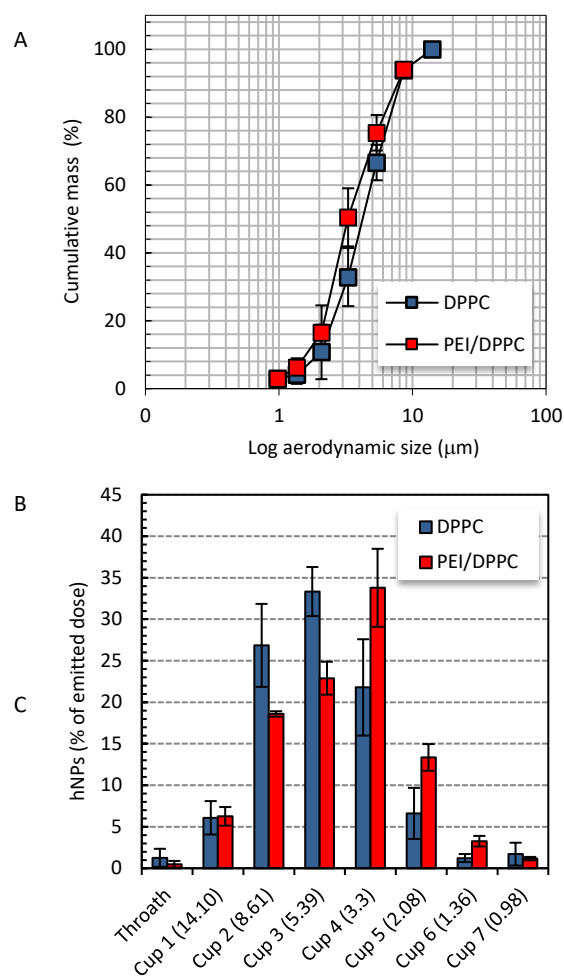 A
100
80
60
40
20
0
Cumulative mass (%)
DPPC
PEI/DPPC
0
1
10
100
Log aerodynamic size (μm)
B
45
40
35
30
25
20
15
10
5
0
C
hNPs (% of emitted dose)
DPPC
PEI/DPPC
Throath
Cup 1 (14.10)
Cup 2 (8.61)
Cup 3 (5.39)
Cup 4 (3.3)
Cup 5 (2.08)
Cup 6 (1.36)
Cup 7 (0.98)